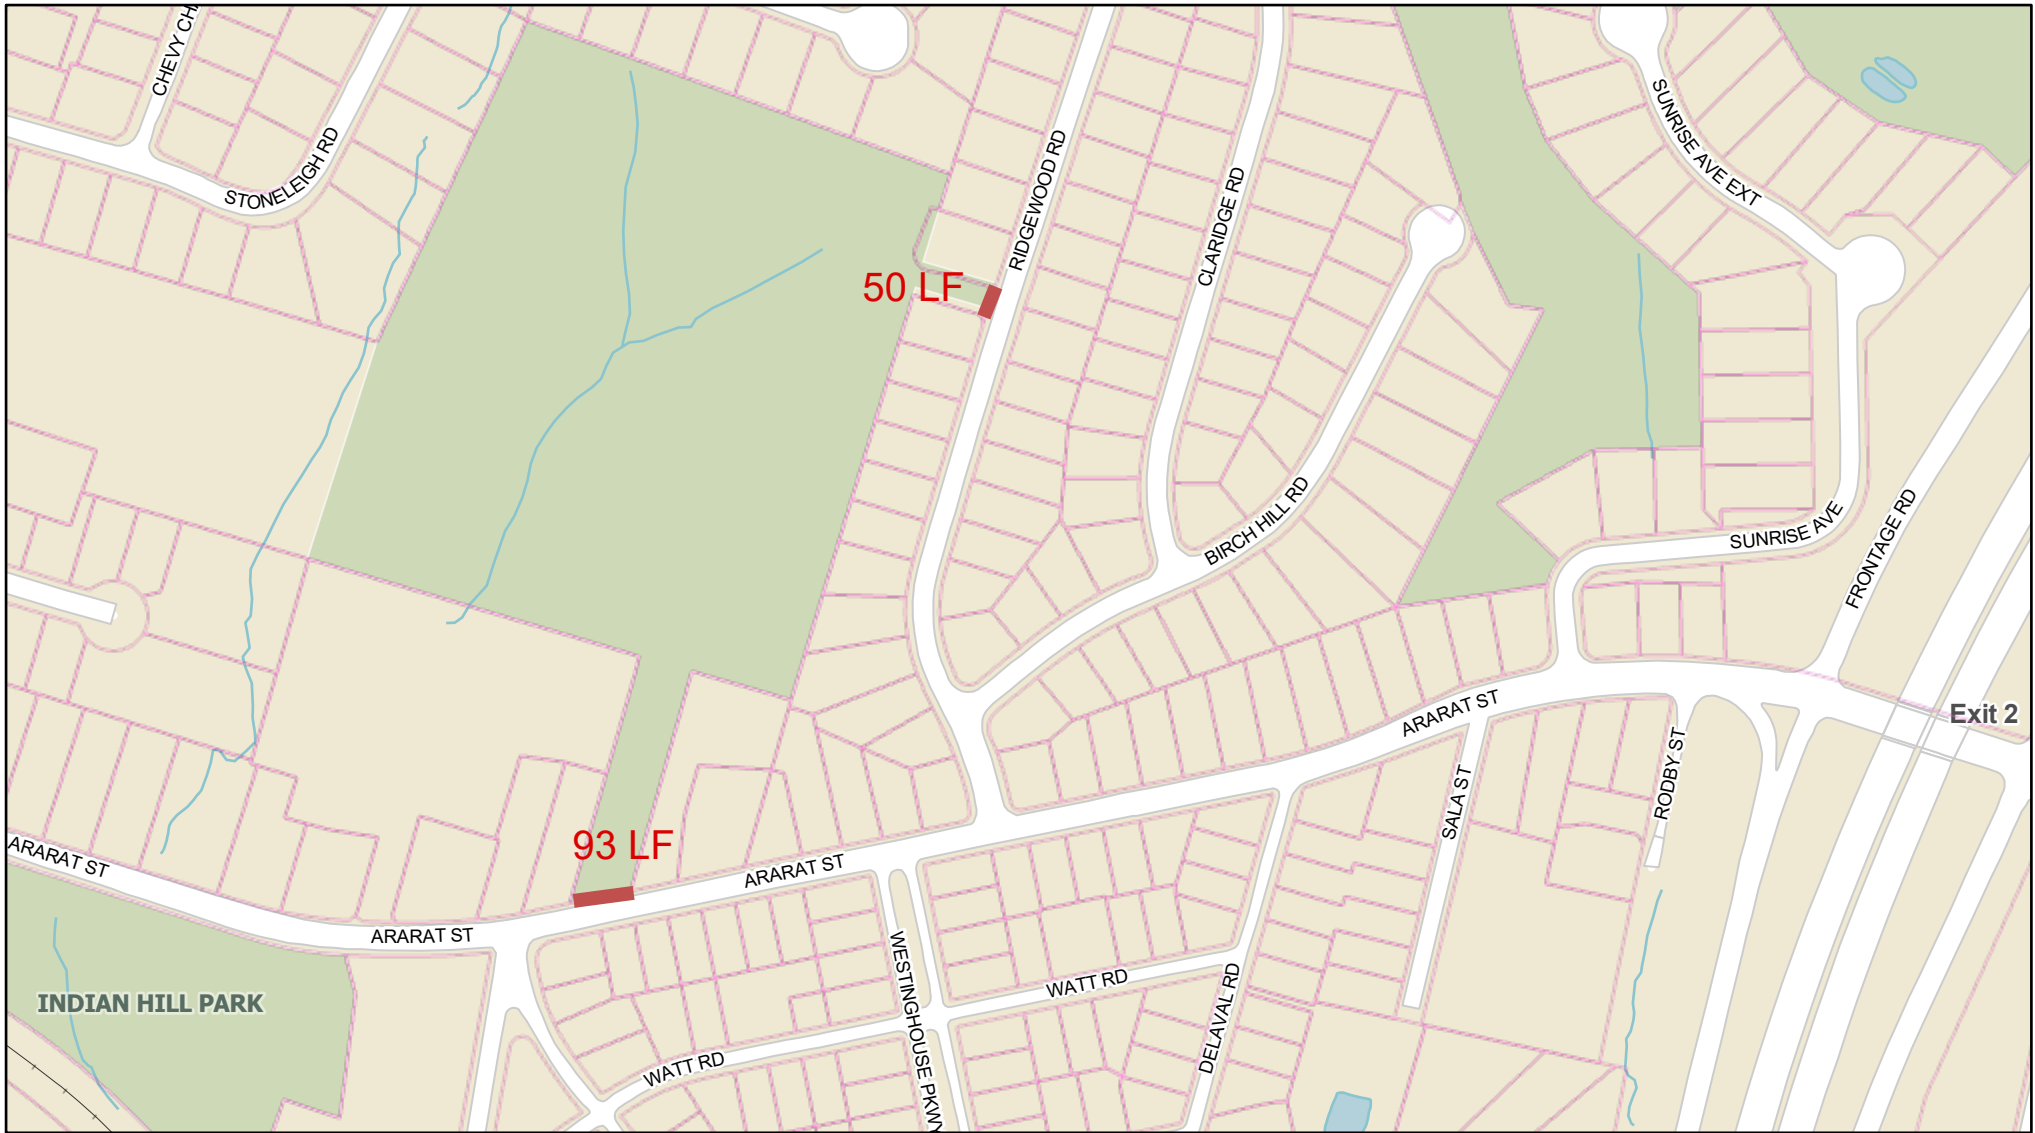 CHEVY CHA
STONELEIGH RD
RIDGEWOOD RD
CLARIDGE RD
SUNRISE AVE EXT
50 LF
BIRCH HILL RD
SUNRISE AVE
FRONTAGE RD
ARARAT ST
Exit 2
RODBY ST
SALA ST
93 LF
ARARAT ST
ARARAT ST
ARARAT ST
WESTINGHOUSE PKWY
WATT RD
DELAVAL RD
INDIAN HILL PARK
WATT RD